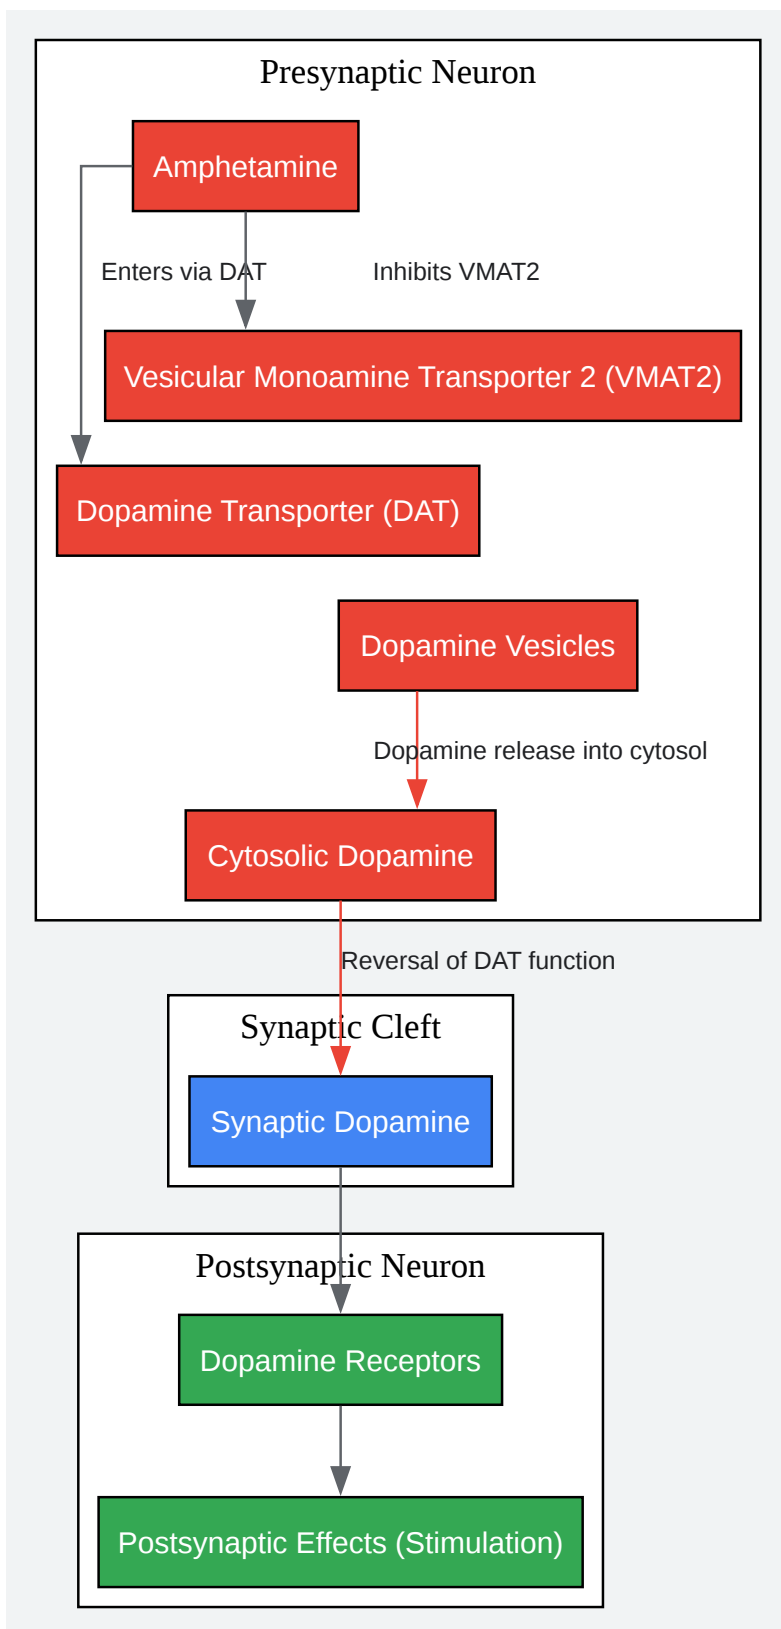 Presynaptic Neuron
Amphetamine
Enters via DAT
Inhibits VMAT2
Vesicular Monoamine Transporter 2 (VMAT2)
Dopamine Transporter (DAT)
Dopamine Vesicles
Dopamine release into cytosol
Cytosolic Dopamine
Reversal of DAT function
Synaptic Cleft
Synaptic Dopamine
Postsynaptic Neuron
Dopamine Receptors
Postsynaptic Effects (Stimulation)